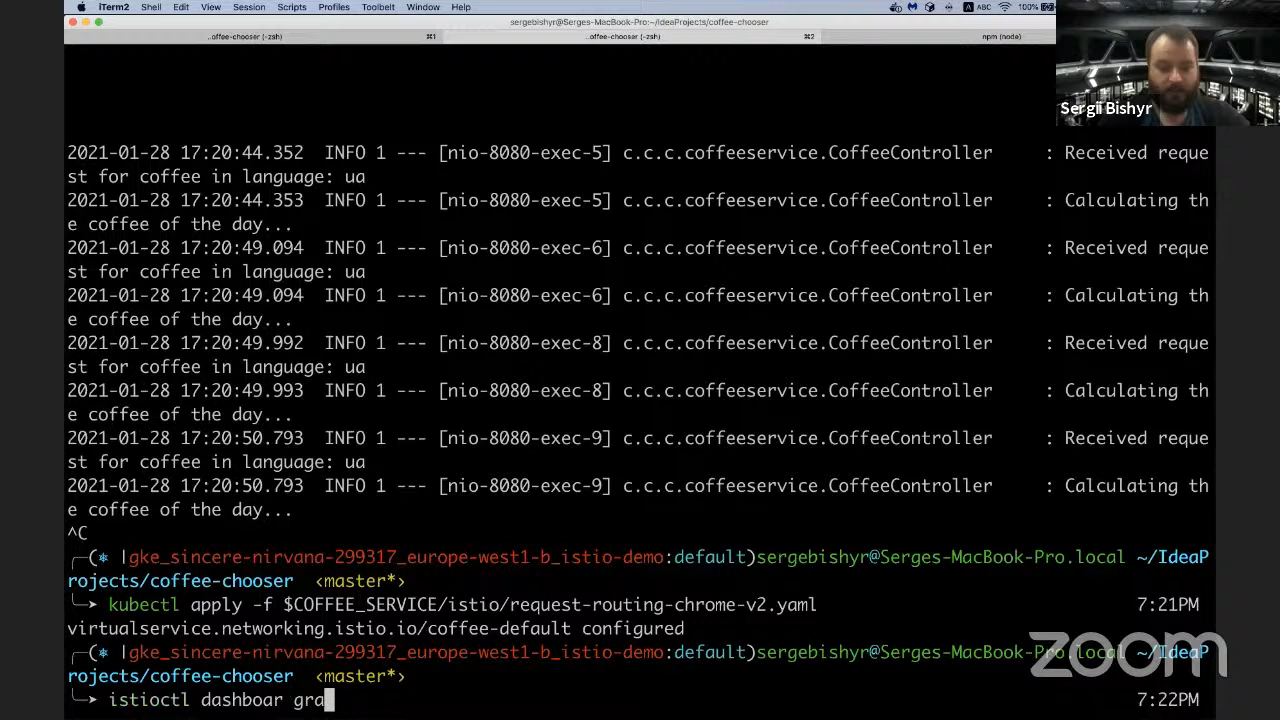 iTerm2 Shell Edit View Session Scripts Profiles Toolbelt Window Help ABC 100%
sergebishyr@Serges-MacBook-Pro:~/IdeaProjects/coffee-chooser
..offee-chooser (-zsh) ⌘1 ..offee-chooser (-zsh) ⌘2 npm (node)
Sergii Bishyr
2021-01-28 17:20:44.352  INFO 1 --- [nio-8080-exec-5] c.c.c.coffeeservice.CoffeeController     : Received reque
st for coffee in language: ua
2021-01-28 17:20:44.353  INFO 1 --- [nio-8080-exec-5] c.c.c.coffeeservice.CoffeeController     : Calculating th
e coffee of the day...
2021-01-28 17:20:49.094  INFO 1 --- [nio-8080-exec-6] c.c.c.coffeeservice.CoffeeController     : Received reque
st for coffee in language: ua
2021-01-28 17:20:49.094  INFO 1 --- [nio-8080-exec-6] c.c.c.coffeeservice.CoffeeController     : Calculating th
e coffee of the day...
2021-01-28 17:20:49.992  INFO 1 --- [nio-8080-exec-8] c.c.c.coffeeservice.CoffeeController     : Received reque
st for coffee in language: ua
2021-01-28 17:20:49.993  INFO 1 --- [nio-8080-exec-8] c.c.c.coffeeservice.CoffeeController     : Calculating th
e coffee of the day...
2021-01-28 17:20:50.793  INFO 1 --- [nio-8080-exec-9] c.c.c.coffeeservice.CoffeeController     : Received reque
st for coffee in language: ua
2021-01-28 17:20:50.793  INFO 1 --- [nio-8080-exec-9] c.c.c.coffeeservice.CoffeeController     : Calculating th
e coffee of the day...
^C
╭─(⎈ |gke_sincere-nirvana-299317_europe-west1-b_istio-demo:default)sergebishyr@Serges-MacBook-Pro.local ~/IdeaP
rojects/coffee-chooser  ‹master*›
╰─➤ kubectl apply -f $COFFEE_SERVICE/istio/request-routing-chrome-v2.yaml 7:21PM
virtualservice.networking.istio.io/coffee-default configured
╭─(⎈ |gke_sincere-nirvana-299317_europe-west1-b_istio-demo:default)sergebishyr@Serges-MacBook-Pro.local ~/IdeaP
rojects/coffee-chooser  ‹master*›
╰─➤ istioctl dashboar gra 7:22PM
zoom